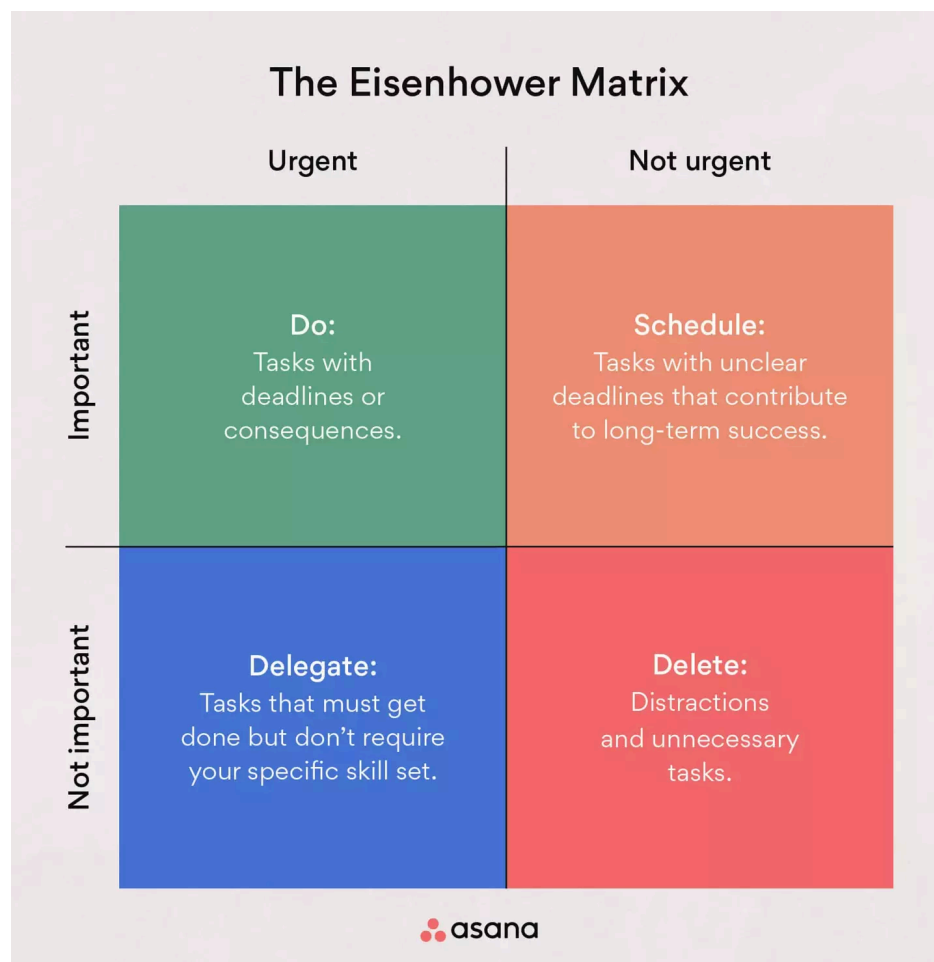 The Eisenhower Matrix
Urgent
Not urgent
Important
Do:
Tasks with
deadlines or
consequences.
Schedule:
Tasks with unclear
deadlines that contribute
to long-term success.
Not important
Delegate:
Tasks that must get
done but don’t require
your specific skill set.
Delete:
Distractions
and unnecessary
tasks.
asana